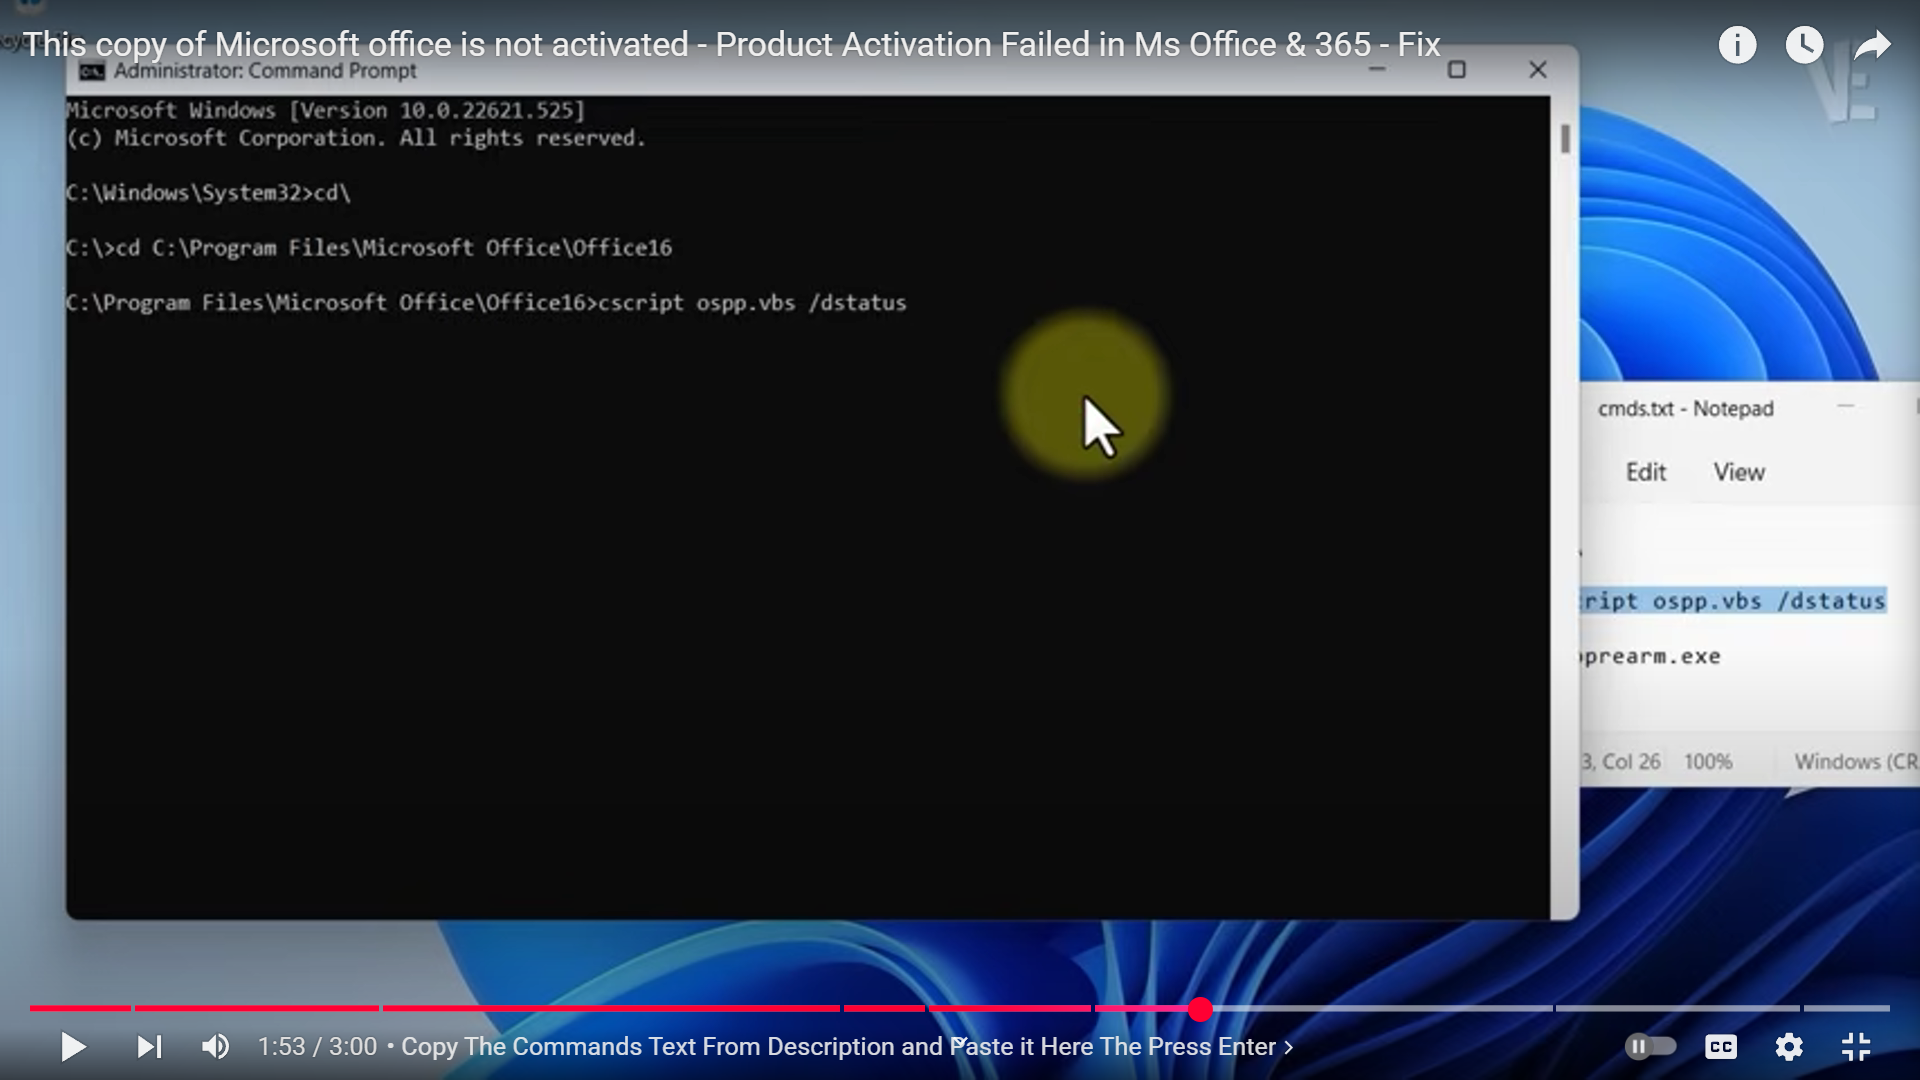 This copy of Microsoft office is not activated - Product Activation Failed in Ms Office & 365 - Fix
Administrator: Command Prompt
Microsoft Windows [Version 10.0.22621.525]
(c) Microsoft Corporation. All rights reserved.
C:\Windows\System32>cd\
C:\>cd C:\Program Files\Microsoft Office\Office16
C:\Program Files\Microsoft Office\Office16>cscript ospp.vbs /dstatus
cmds.txt - Notepad
Edit View
ript ospp.vbs /dstatus
prearm.exe
3, Col 26 100% Windows (CR
1:53 / 3:00 • Copy The Commands Text From Description and Paste it Here The Press Enter
CC